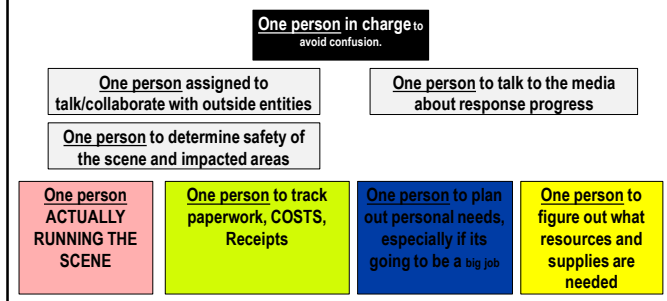 One person in charge to
avoid confusion.
One person assigned to
talk/collaborate with outside entities
One person to talk to the media
about response progress
One person to determine safety of
the scene and impacted areas
One person
ACTUALLY
RUNNING THE
SCENE
One person to track
paperwork, COSTS,
Receipts
One person to plan
out personal needs,
especially if its
going to be a big job
One person to
figure out what
resources and
supplies are
needed